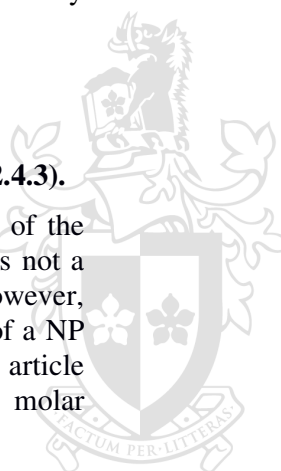 2.4.3).
of the
s not a
owever,
of a NP
article
molar
FACTUM PER·LITTERAS